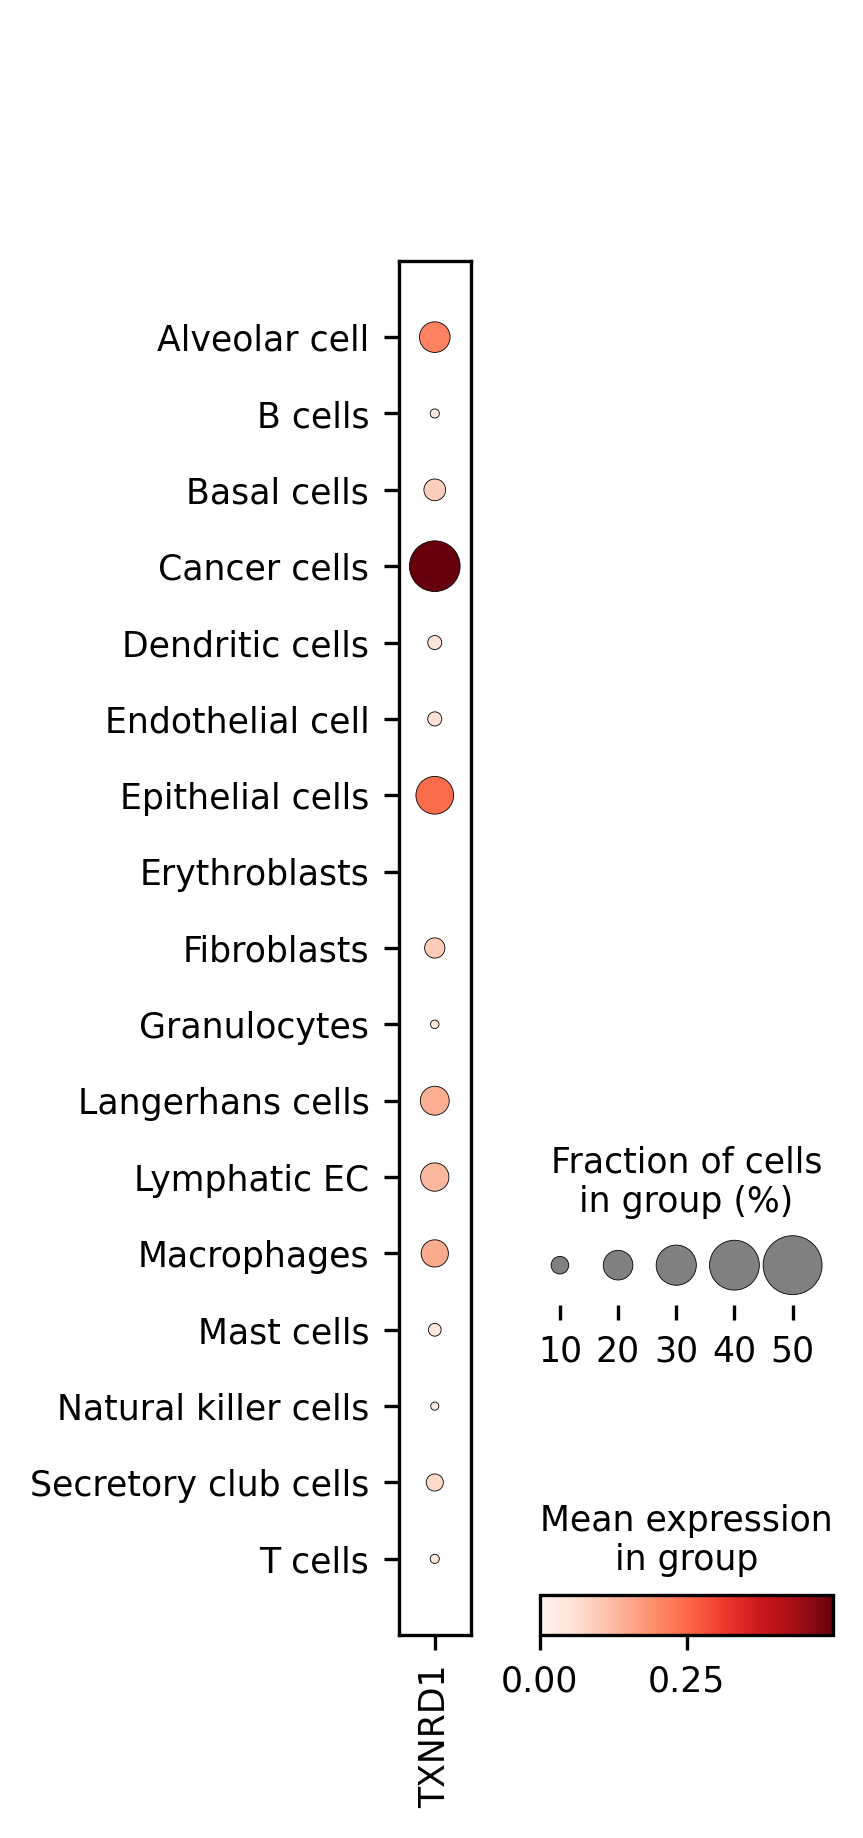 Alveolar cell
B cells
Basal cells
Cancer cells
Dendritic cells
Endothelial cell
Epithelial cells
Erythroblasts
Fibroblasts
Granulocytes
Langerhans cells
Lymphatic EC
Macrophages
Mast cells
Natural killer cells
Secretory club cells
T cells
TXNRD1
Fraction of cells
in group (%)
10 20 30 40 50
Mean expression
in group
0.00 0.25